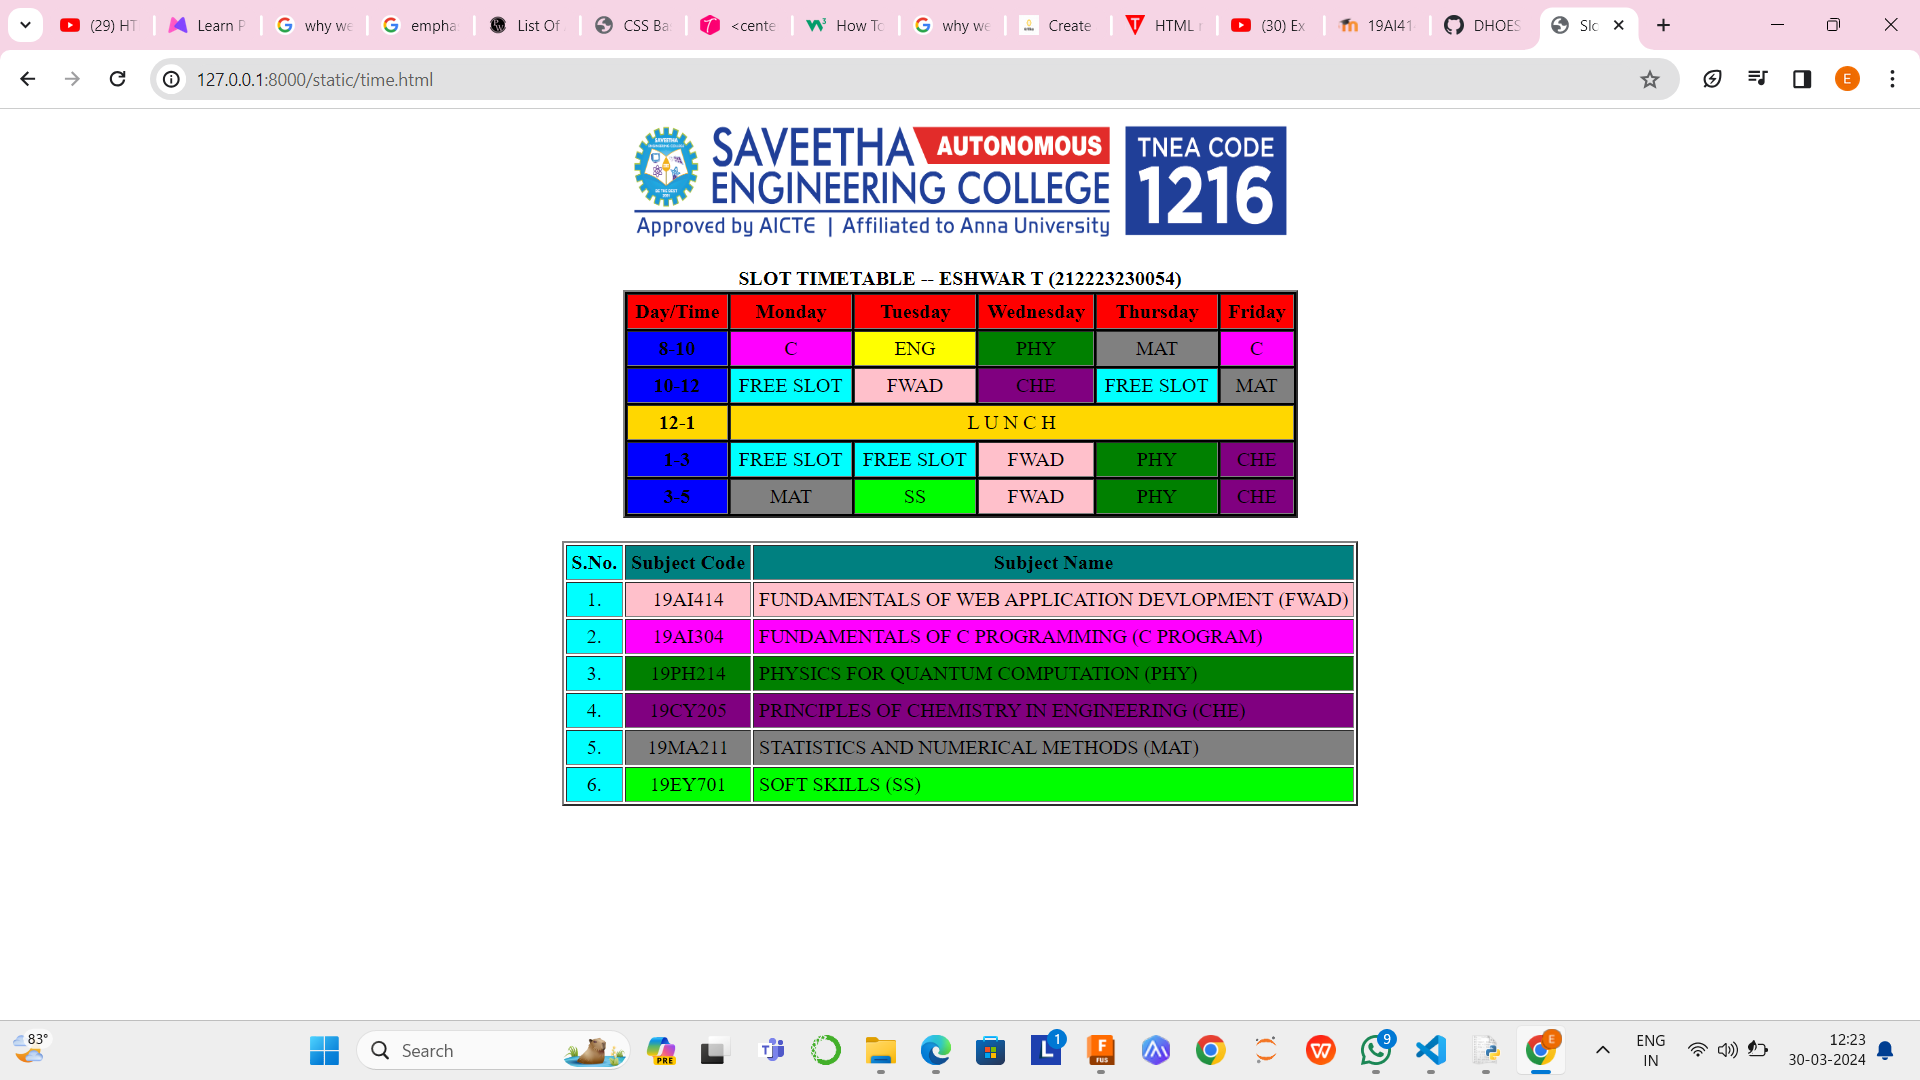 (29) HT
Learn P
why we
empha
List Of
CSS Ba
<cente
How To
why we
Create
HTML
(30) Ex
19AI41
DHOES
Slo
127.0.0.1:8000/static/time.html
E
SAVEETHA AUTONOMOUS
ENGINEERING COLLEGE
Approved by AICTE | Affiliated to Anna University
TNEA CODE
1216
SLOT TIMETABLE -- ESHWAR T (212223230054)
Day/Time Monday Tuesday Wednesday Thursday Friday
8-10 C ENG PHY MAT C
10-12 FREE SLOT FWAD CHE FREE SLOT MAT
12-1 L U N C H
1-3 FREE SLOT FREE SLOT FWAD PHY CHE
3-5 MAT SS FWAD PHY CHE
S.No. Subject Code Subject Name
1. 19AI414 FUNDAMENTALS OF WEB APPLICATION DEVLOPMENT (FWAD)
2. 19AI304 FUNDAMENTALS OF C PROGRAMMING (C PROGRAM)
3. 19PH214 PHYSICS FOR QUANTUM COMPUTATION (PHY)
4. 19CY205 PRINCIPLES OF CHEMISTRY IN ENGINEERING (CHE)
5. 19MA211 STATISTICS AND NUMERICAL METHODS (MAT)
6. 19EY701 SOFT SKILLS (SS)
83°
Search
PRE
1
FUS
9
E
ENG
IN
12:23
30-03-2024